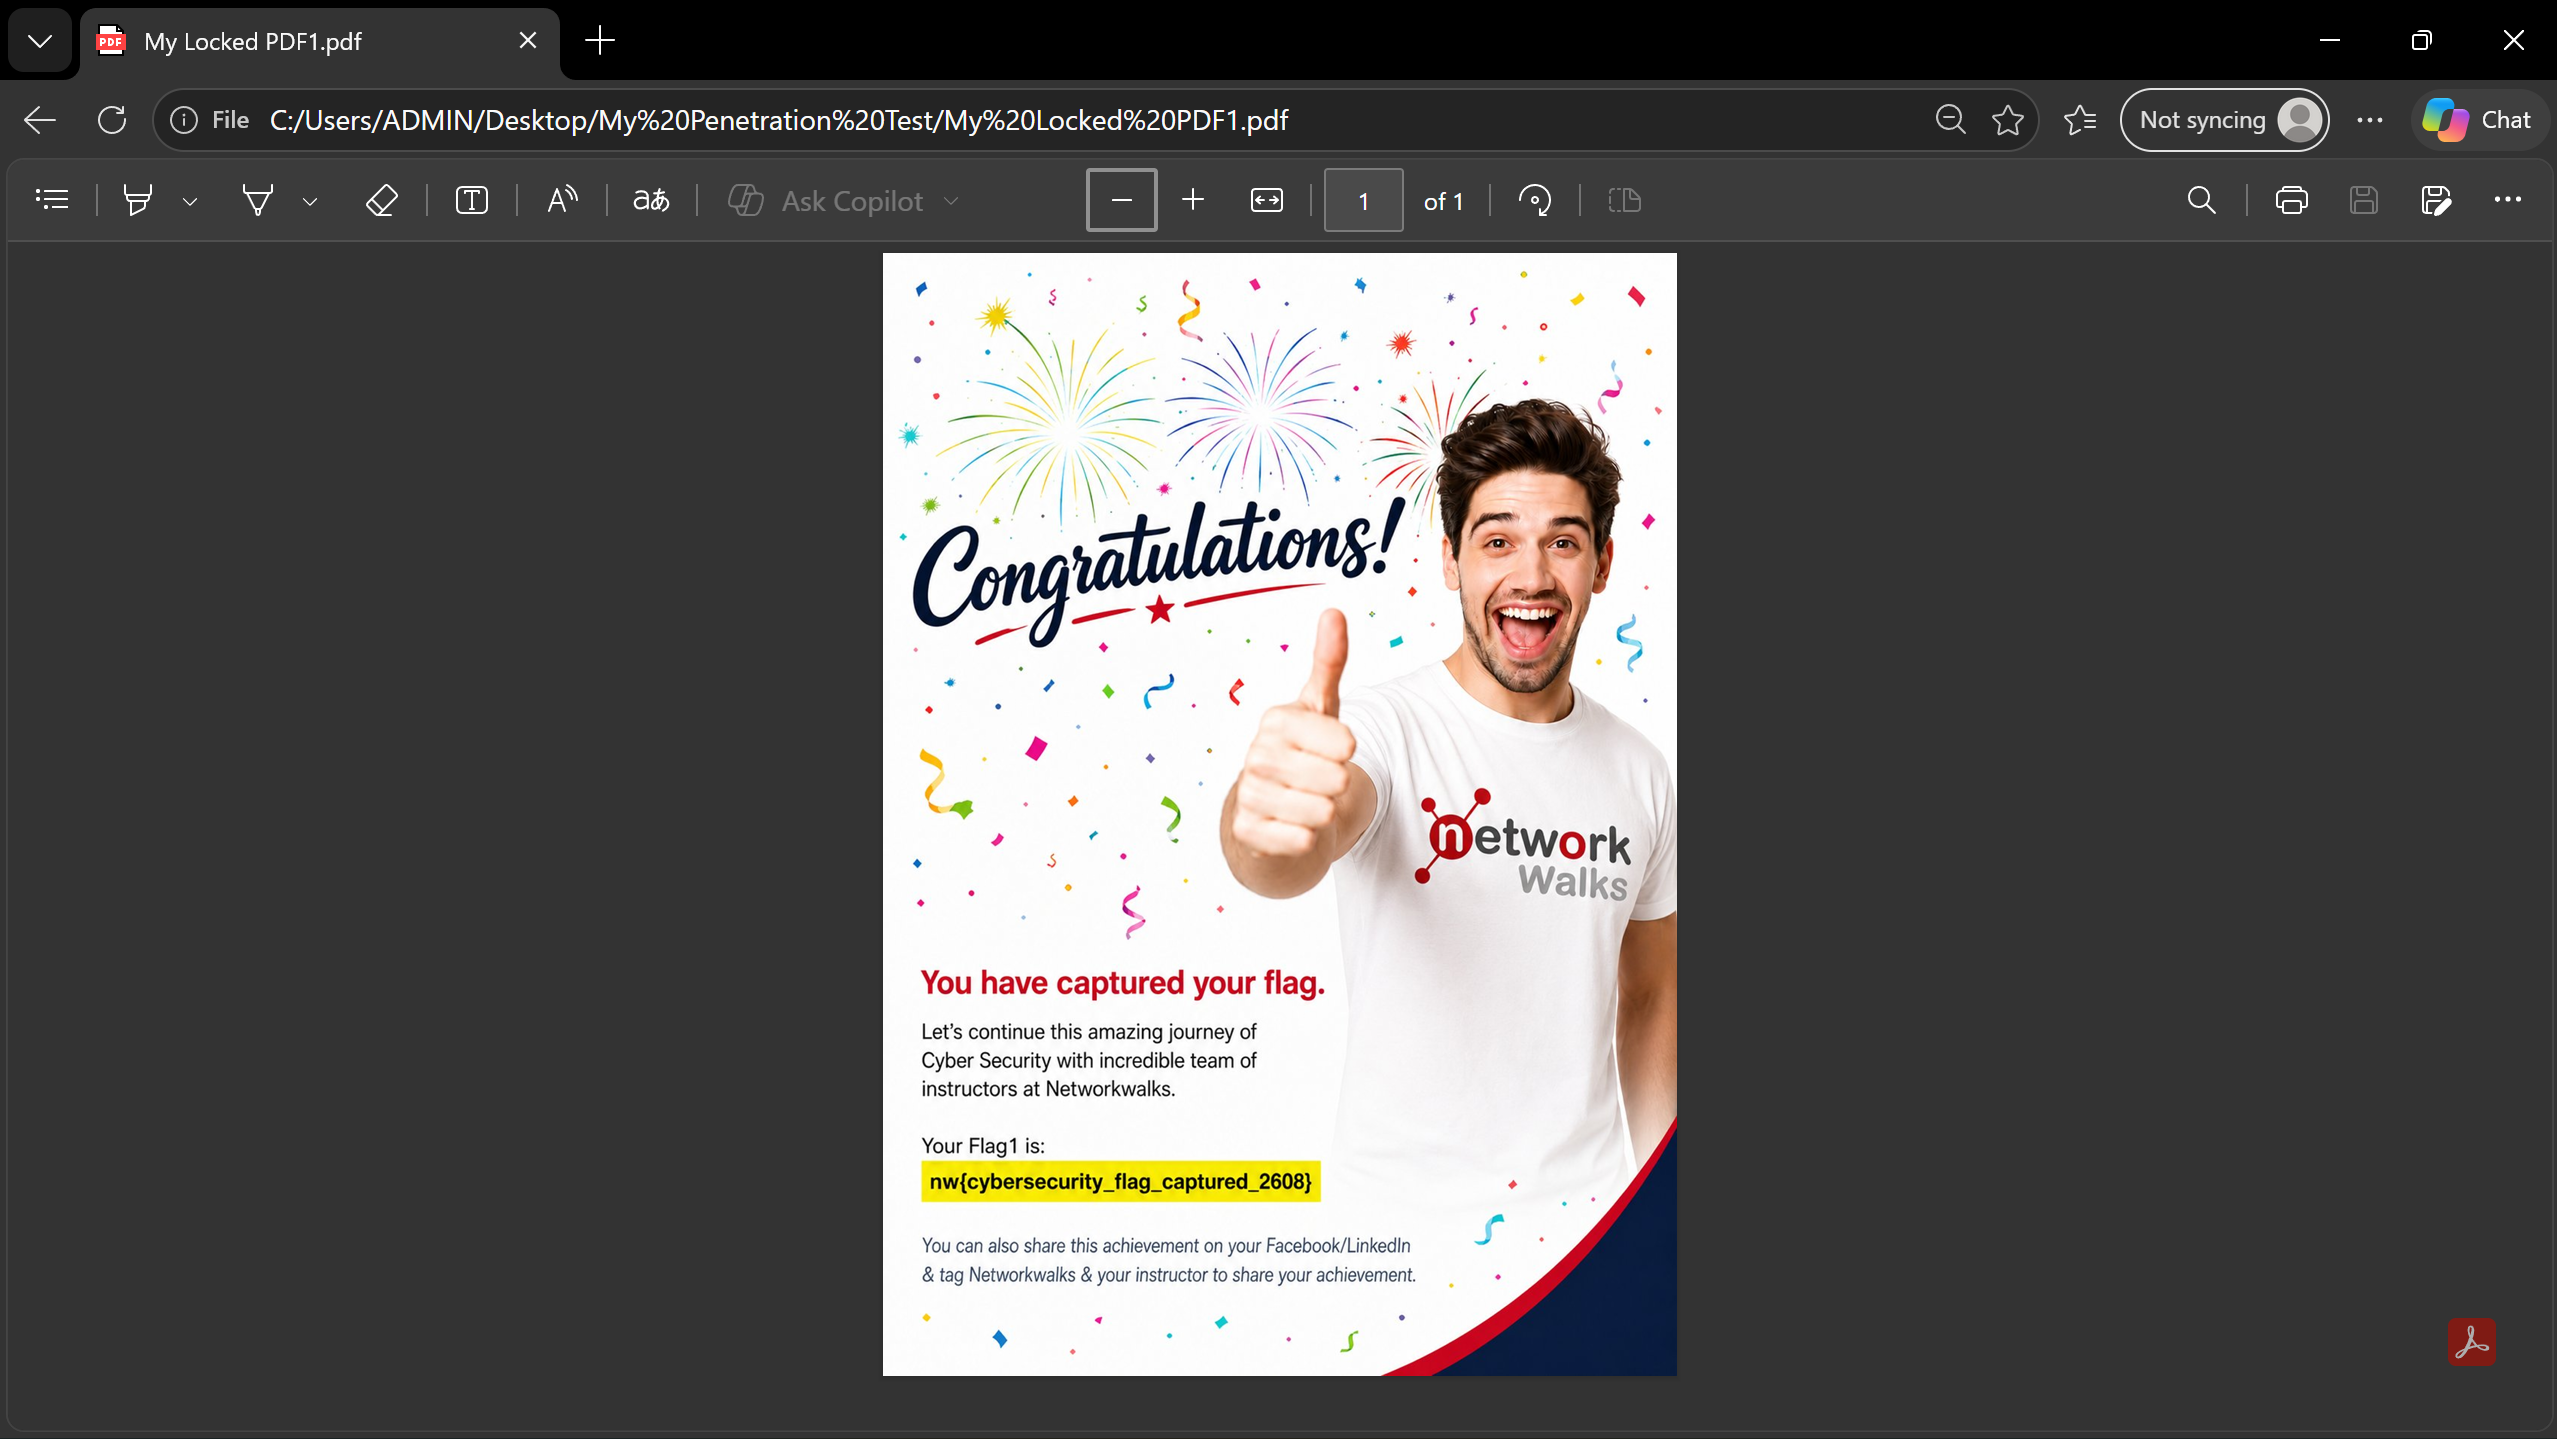 My Locked PDF1.pdf
File C:/Users/ADMIN/Desktop/My%20Penetration%20Test/My%20Locked%20PDF1.pdf
Not syncing
Chat
Ask Copilot
1 of 1
Congratulations!
network
Walks
You have captured your flag.
Let's continue this amazing journey of
Cyber Security with incredible team of
instructors at Networkwalks.
Your Flag1 is:
nw{cybersecurity_flag_captured_2608}
You can also share this achievement on your Facebook/LinkedIn
& tag Networkwalks & your instructor to share your achievement.